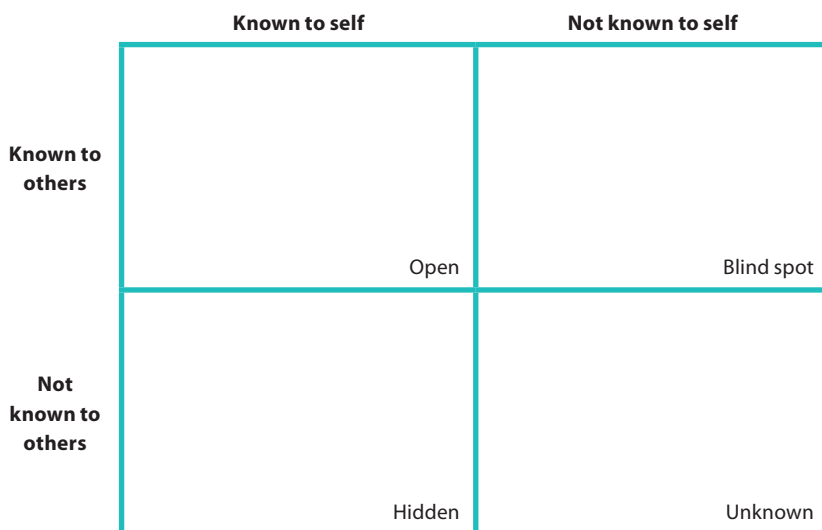 Known to self
Not known to self
Known to
others
Open
Blind spot
Not
known to
others
Hidden
Unknown